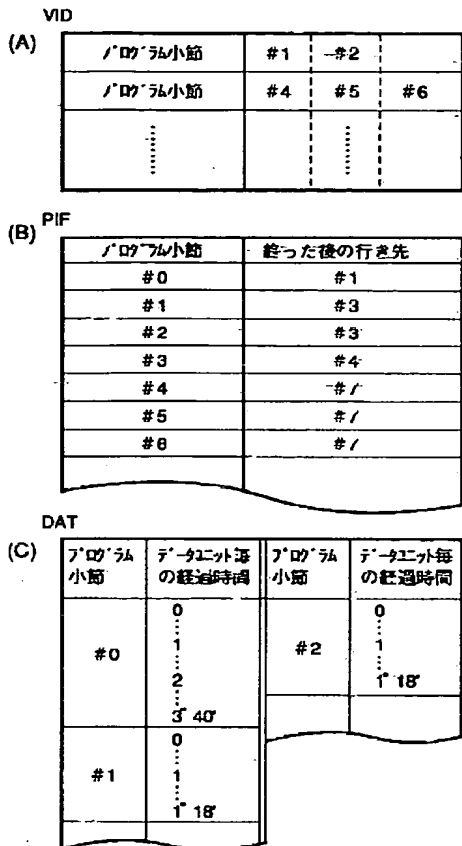 VID
(A)
プログラム小節 #1 #2
プログラム小節 #4 #5 #6
PIF
(B)
プログラム小節 終った後の行き先
#0 #1
#1 #3
#2 #3
#3 #4
#4 #7
#5 #7
#6 #7
DAT
(C)
プログラム小節 データユニット毎の経過時間 プログラム小節 データユニット毎の経過時間
#0 0 1 2 3″ 40″
#2 0 1 1″ 18″
#1 0 1 1″ 18″